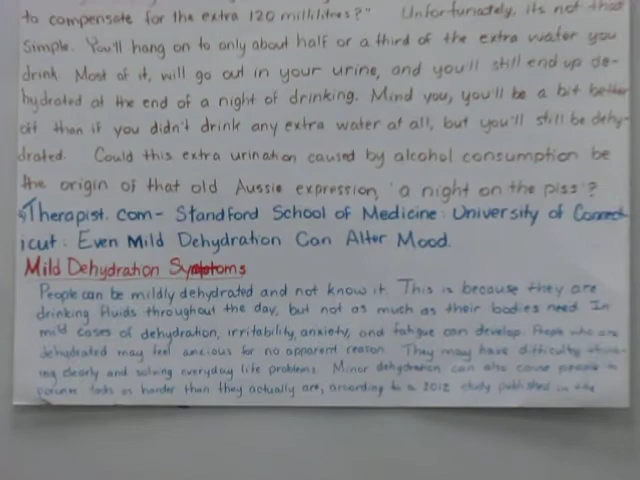 to compensate for the extra 120 millilitres?" Unfortunately, its not that
simple. You'll hang on to only about half or a third of the extra water you
drink. Most of it, will go out in your urine, and you'll still end up de-
hydrated at the end of a night of drinking. Mind you, you'll be a bit better
off than if you didn't drink any extra water at all, but you'll still be dehy-
drated. Could this extra urination caused by alcohol consumption be
the origin of that old Aussie expression, 'a night on the piss'?
Therapist.com- Standford School of Medicine: University of Connect-
icut: Even Mild Dehydration Can Alter Mood.
Mild Dehydration Symptoms
People can be mildly dehydrated and not know it. This is because they are
drinking fluids throughout the day, but not as much as their bodies need. In
mild cases of dehydration, irritability, anxiety, and fatigue can develop. People who are
dehydrated may feel anxious for no apparent reason. They may have difficulty think-
ing clearly and solving everyday life problems. Minor dehydration can also cause people to
tasks as harder than they actually are, according to a 2012 study published in the